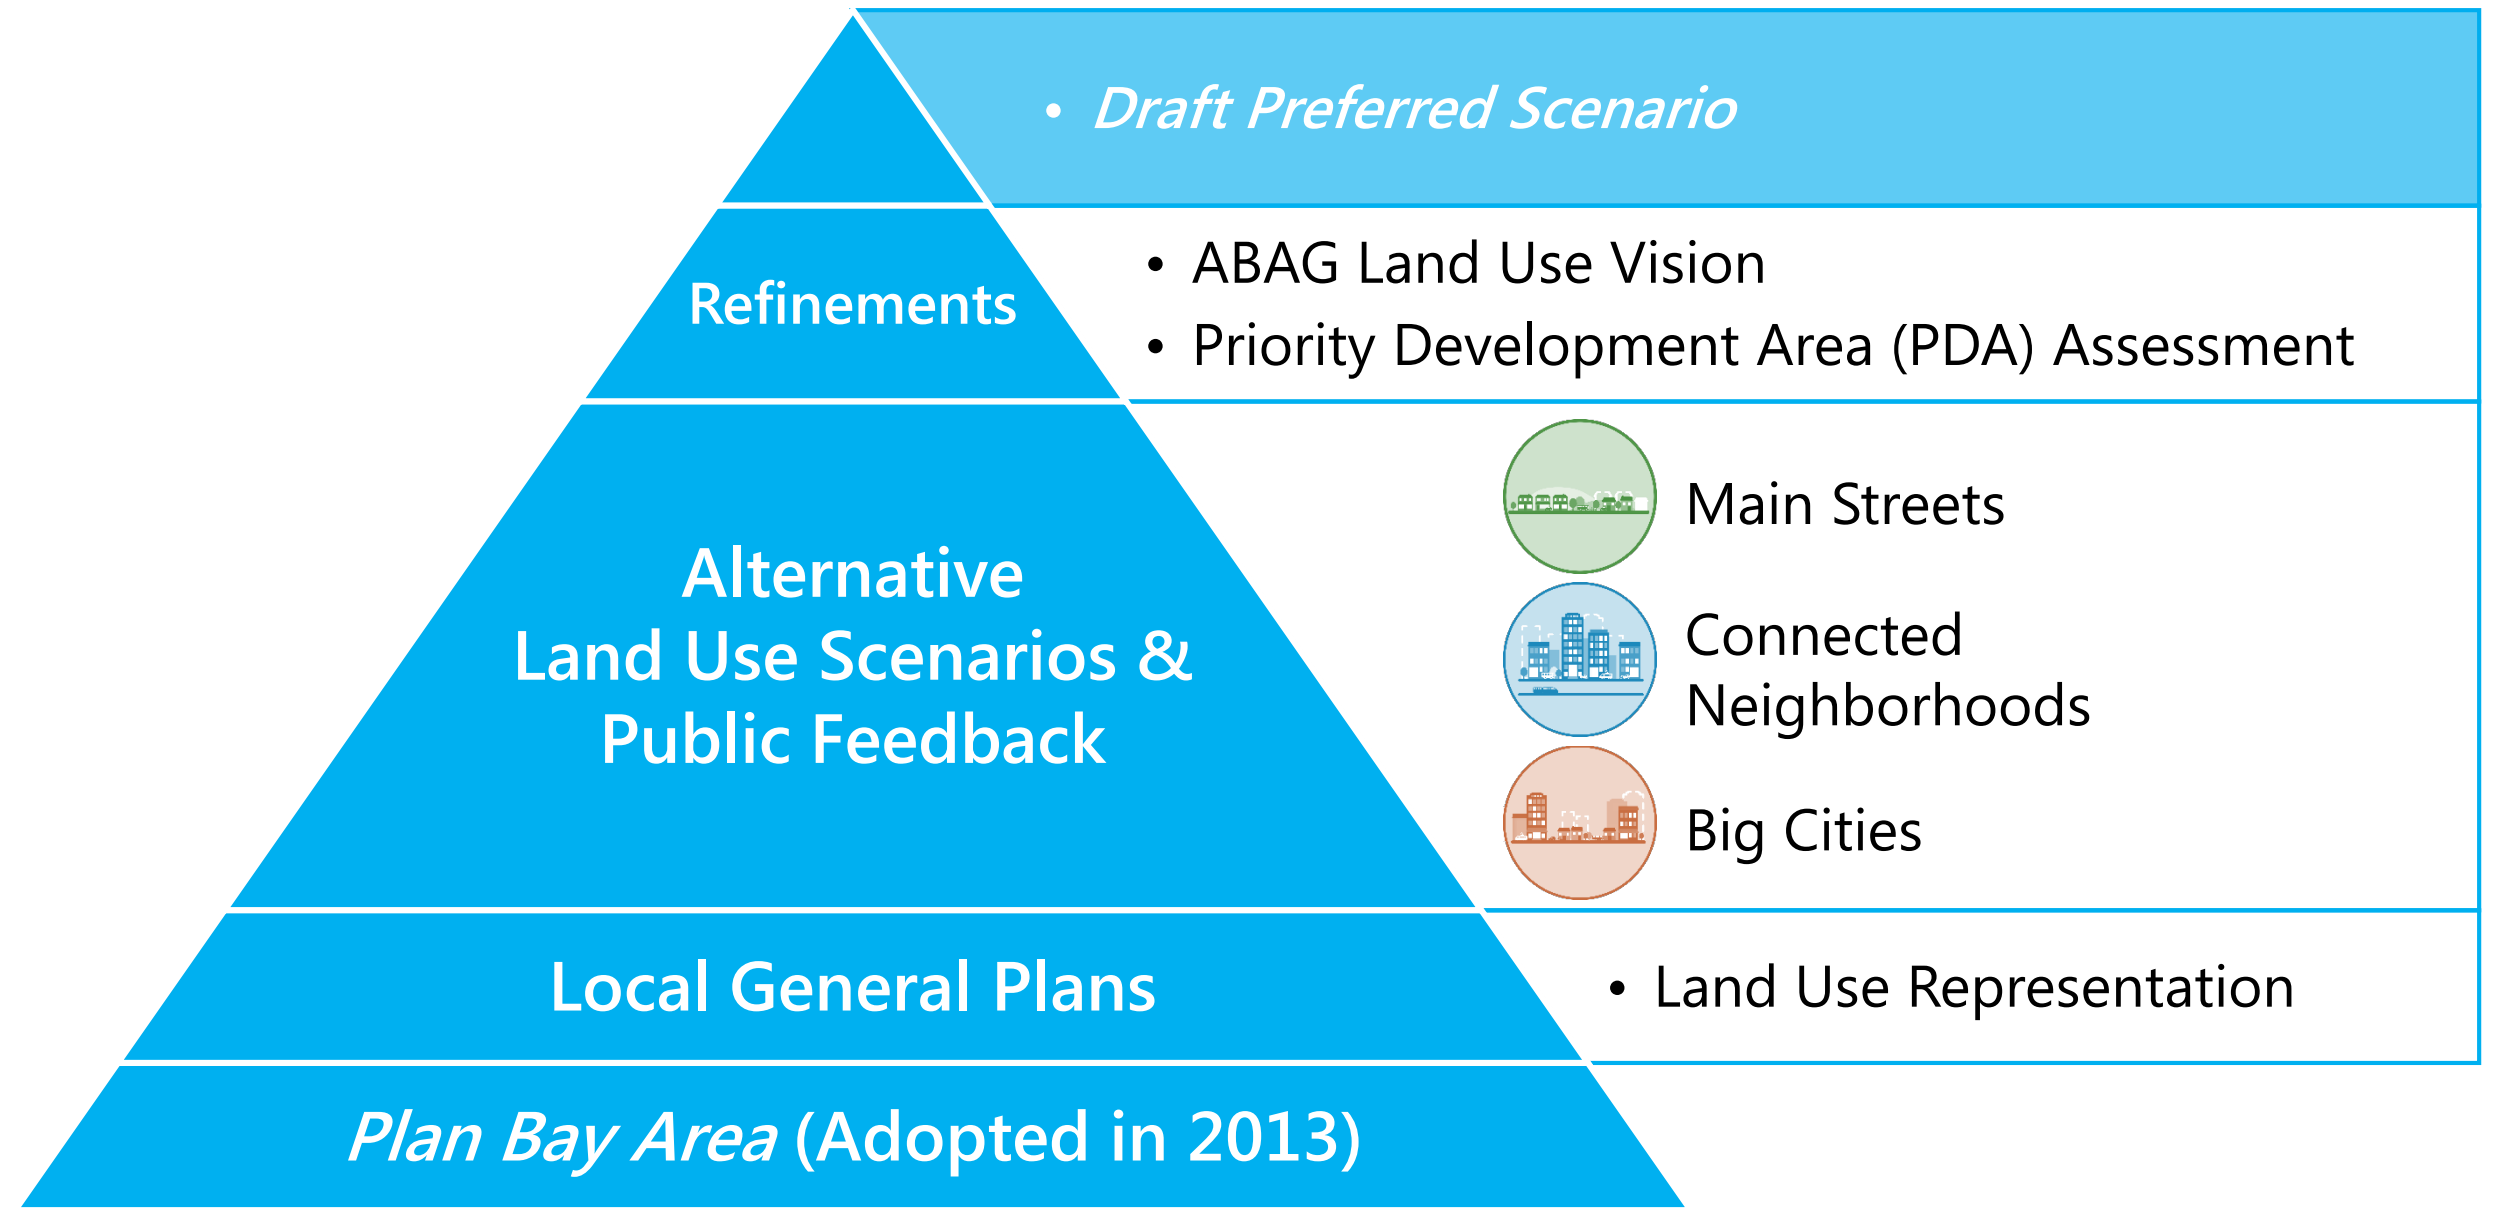 • Draft Preferred Scenario
Refinements
• ABAG Land Use Vision
• Priority Development Area (PDA) Assessment
Alternative
Land Use Scenarios &
Public Feedback
Main Streets
Connected
Neighborhoods
Big Cities
Local General Plans
• Land Use Representation
Plan Bay Area (Adopted in 2013)